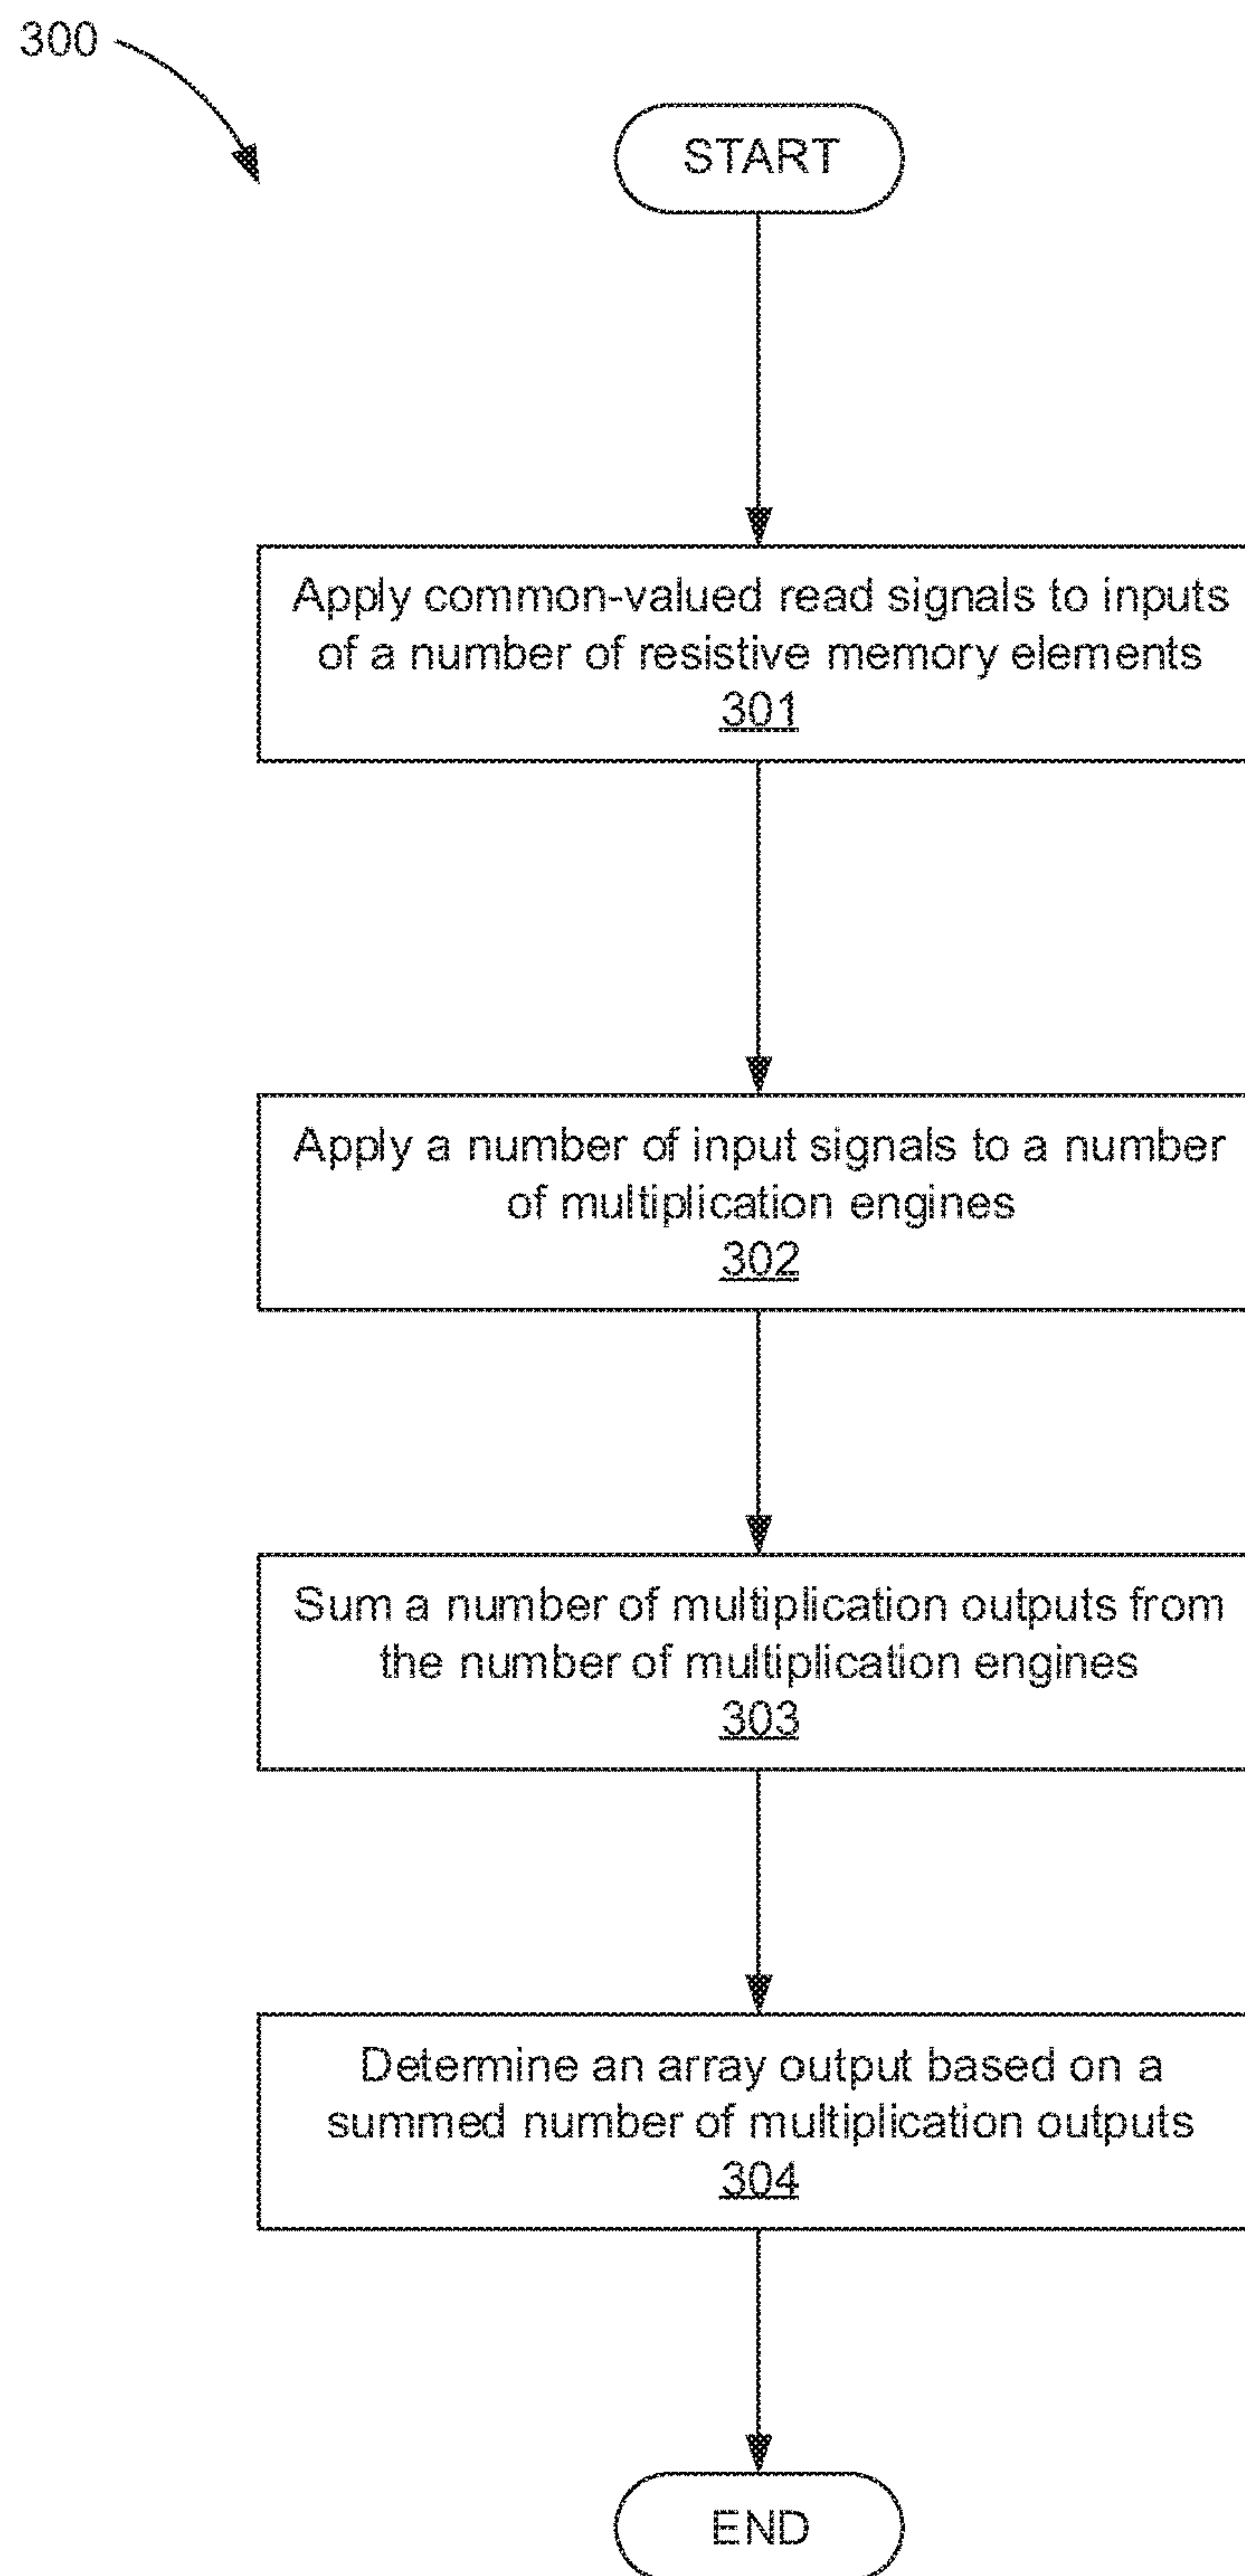 300
START
Apply common-valued read signals to inputs
of a number of resistive memory elements
301
Apply a number of input signals to a number
of multiplication engines
302
Sum a number of multiplication outputs from
the number of multiplication engines
303
Determine an array output based on a
summed number of multiplication outputs
304
END